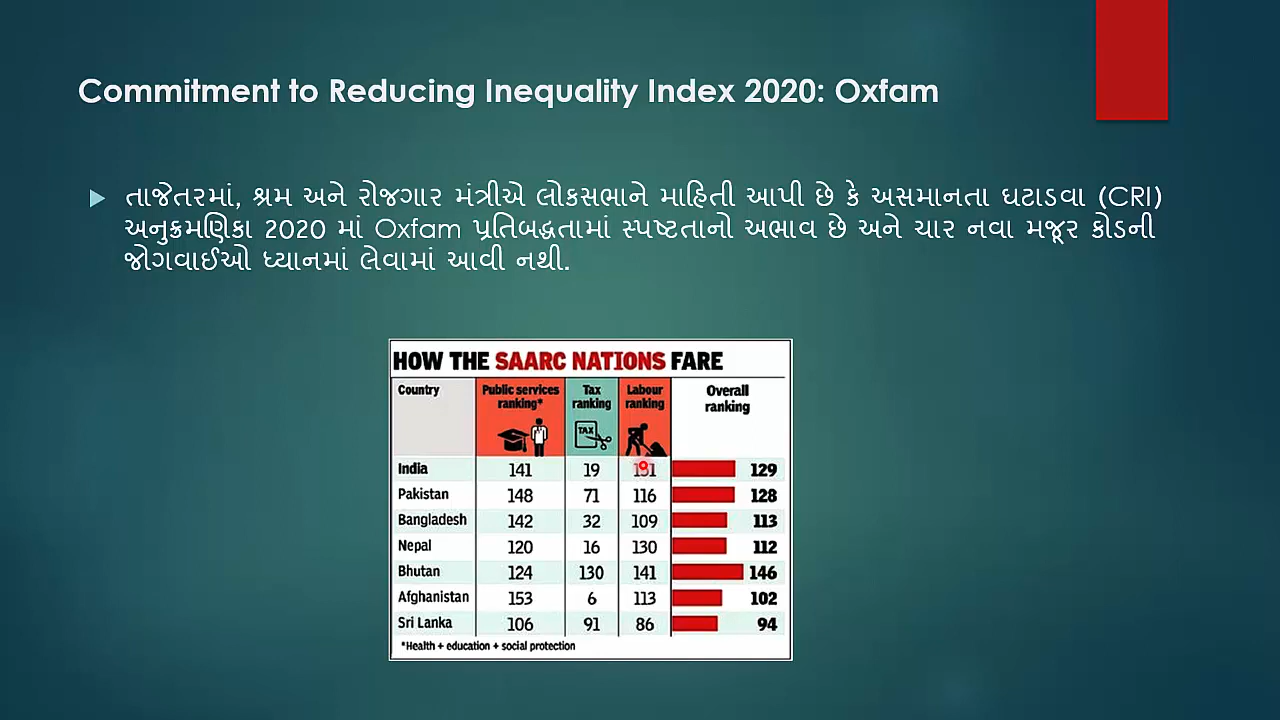 Commitment to Reducing Inequality Index 2020: Oxfam
તાજેતરમાં, શ્રમ અને રોજગાર મંત્રીએ લોકસભાને માહિતી આપી છે કે અસમાનતા ઘટાડવા (CRI)
અનુક્રમણિકા 2020 માં Oxfam પ્રતિબદ્ધતામાં સ્પષ્ટતાનો અભાવ છે અને ચાર નવા મજૂર કોડની
જોગવાઈઓ ધ્યાનમાં લેવામાં આવી નથી.
HOW THE SAARC NATIONS FARE
Country Public services ranking* Tax ranking Labour ranking Overall ranking
TAX
India 141 19 129
Pakistan 148 71 116 128
Bangladesh 142 32 109 113
Nepal 120 16 130 112
Bhutan 124 130 141 146
Afghanistan 153 6 113 102
Sri Lanka 106 91 86 94
*Health + education + social protection